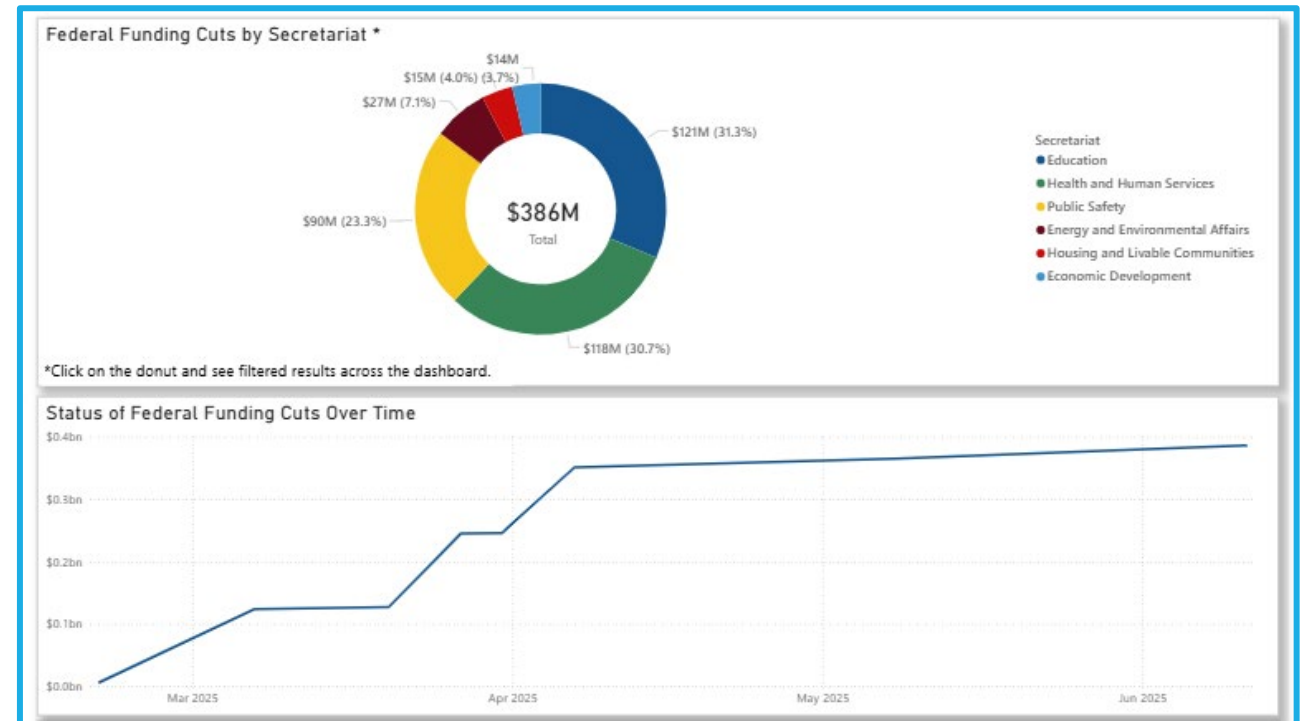 Federal Funding Cuts by Secretariat *
$14M
$15M (4.0%) (3.7%)
$27M (7.1%)
$121M (31.3%)
$90M (23.3%)
$386M
Total
$118M (30.7%)
Secretariat
Education
Health and Human Services
Public Safety
Energy and Environmental Affairs
Housing and Livable Communities
Economic Development
*Click on the donut and see filtered results across the dashboard.
Status of Federal Funding Cuts Over Time
$0.4bn
$0.3bn
$0.2bn
$0.1bn
$0.0bn
Mar 2025 Apr 2025 May 2025 Jun 2025